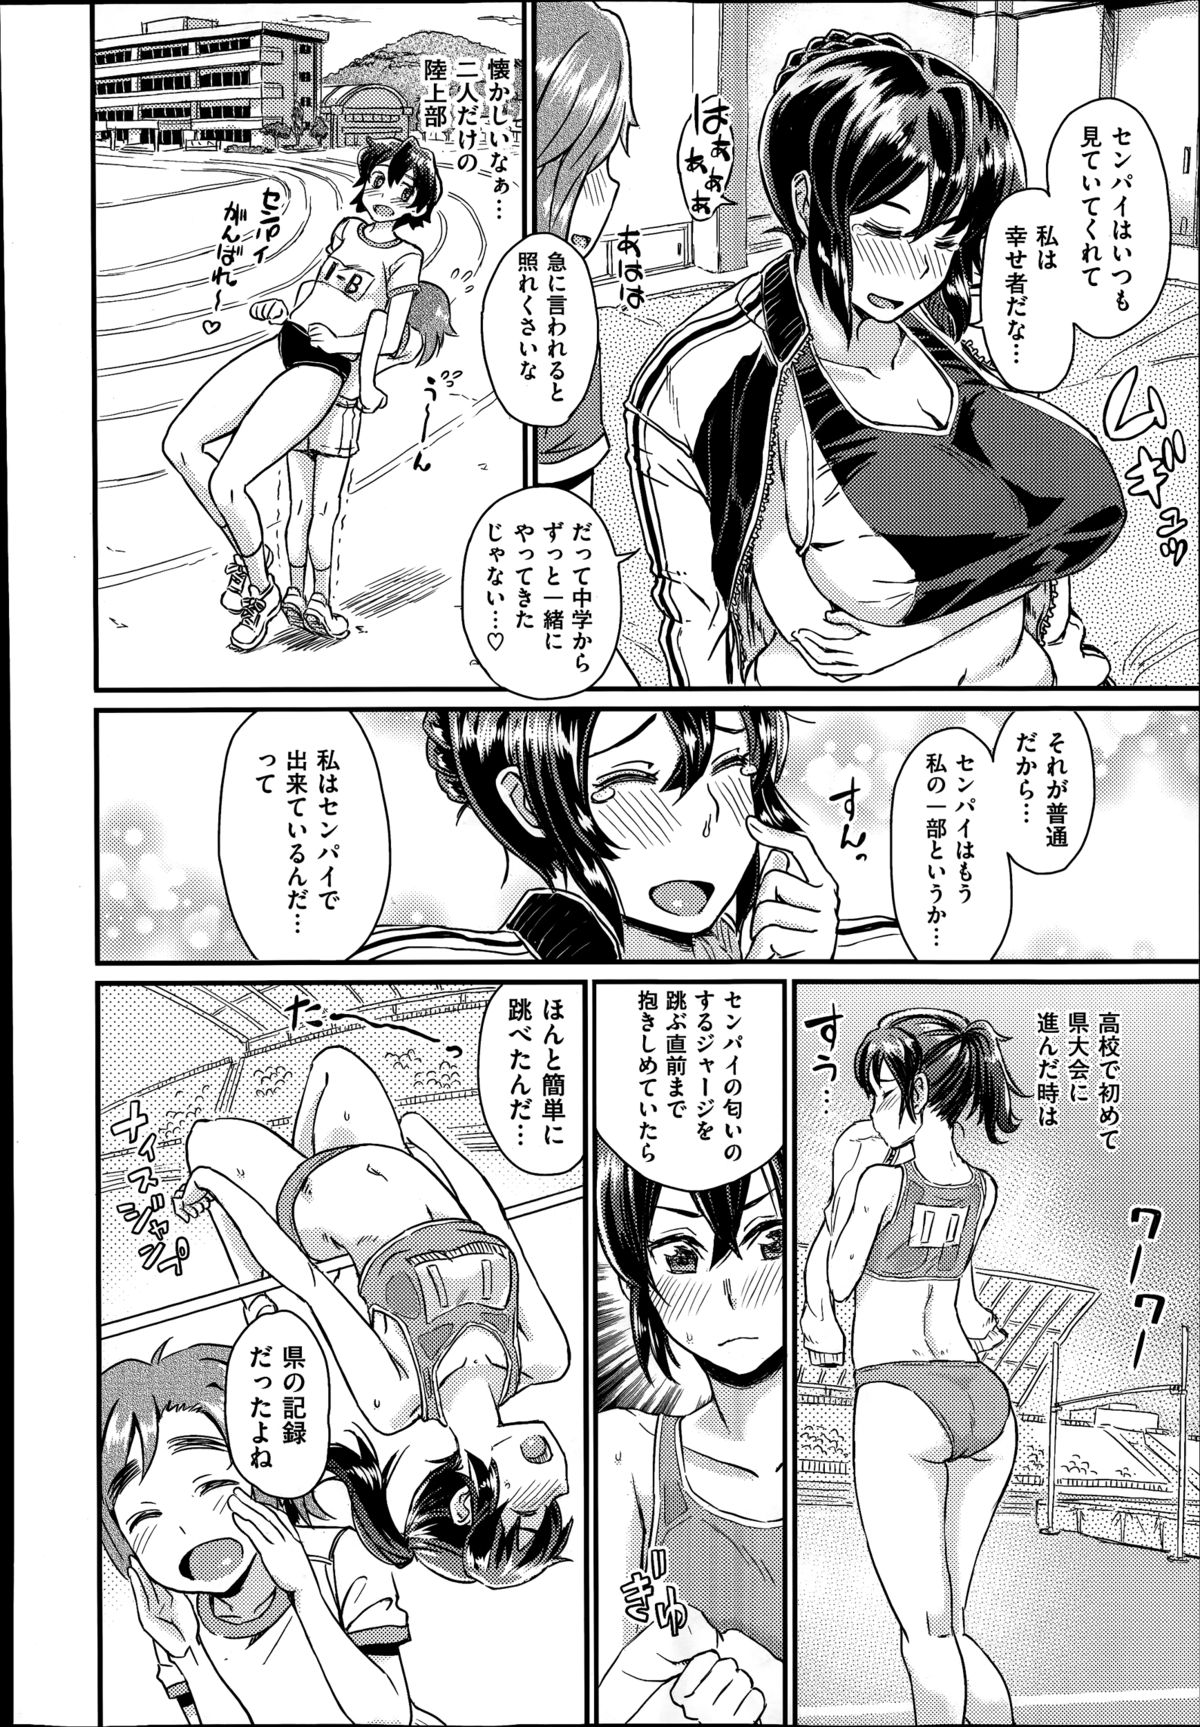 センパイはいつも
見ていてくれて
私は
幸せ者だな…
はぁぁぁぁぁ
あはは
ムギュッ
急に言われると
照れくさいな
だって中学から
ずっと一緒に
やってきた
じゃない…♡
懐かしいなぁ…
二人だけの
陸上部
1-B
センパイ
がんばれ〜♡
う〜〜ん
それが普通
だから…
センパイはもう
私の一部というか…
すんっ
私はセンパイで
出来ているんだ…
って
高校で初めて
県大会に
進んだ時は
ワーワー
すぅ…
センパイの匂いの
するジャージを
跳ぶ直前まで
抱きしめていたら
ぎゅ
ほんと簡単に
跳べたんだ…
たーーっ
ナイスジャンプ
県の記録
だったよね